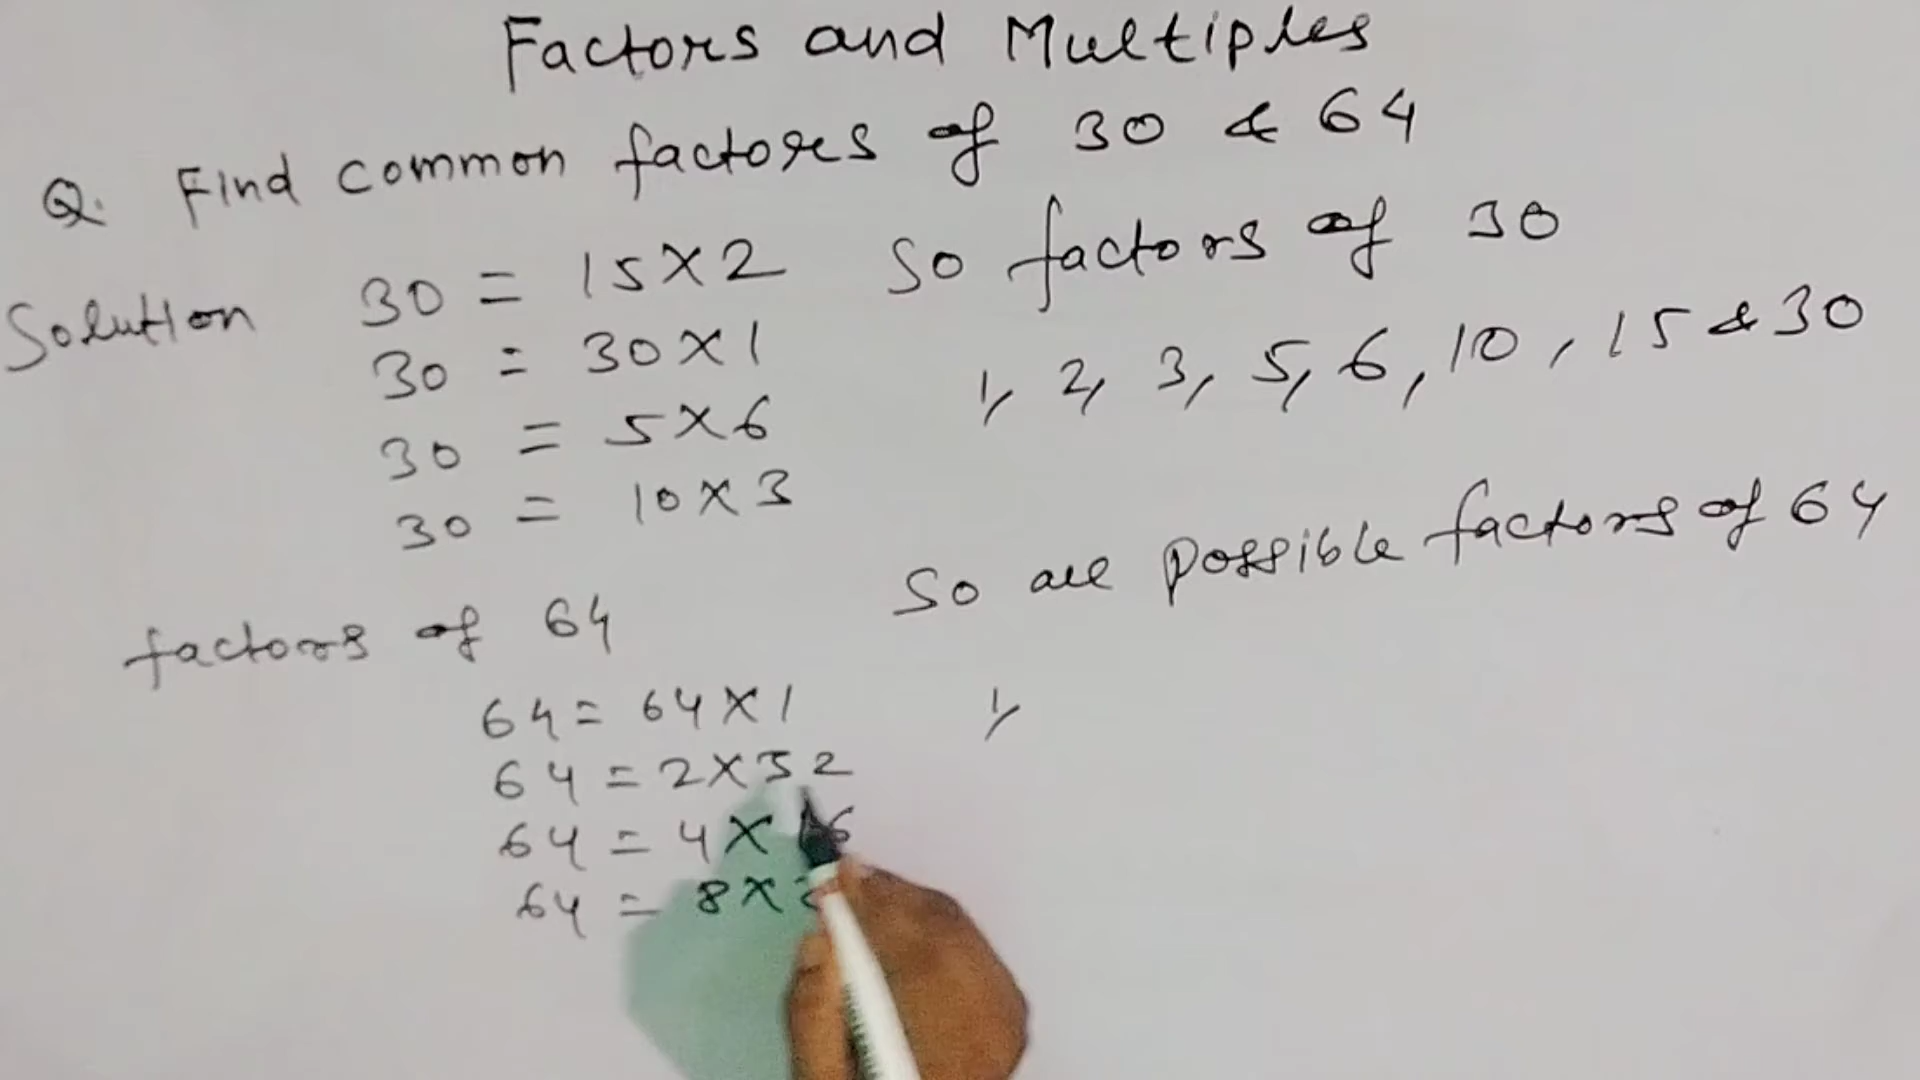 Factors and Multiples
Q. Find common factors of 30 & 64
Solution 30 = 15 X 2
30 = 30 X 1
30 = 5 X 6
30 = 10 X 3
So factors of 30
1, 2, 3, 5, 6, 10, 15 & 30
factors of 64
64 = 64 X 1
64 = 2 X 32
64 = 4 X 16
64 = 8 X
So all possible factors of 64
1,